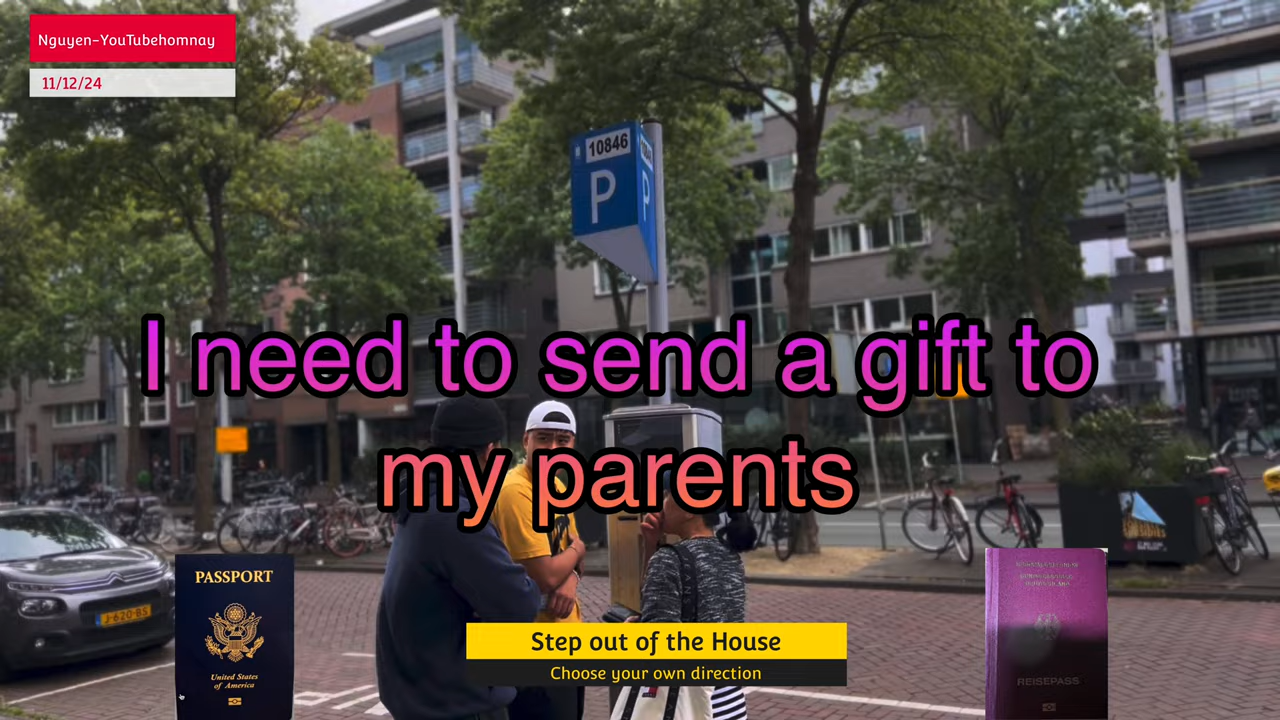 Nguyen-YouTubehomnay
11/12/24
10846
P
P
I need to send a gift to
my parents
J-620-BS
PASSPORT
United States
of America
Step out of the House
Choose your own direction
REISEPASS